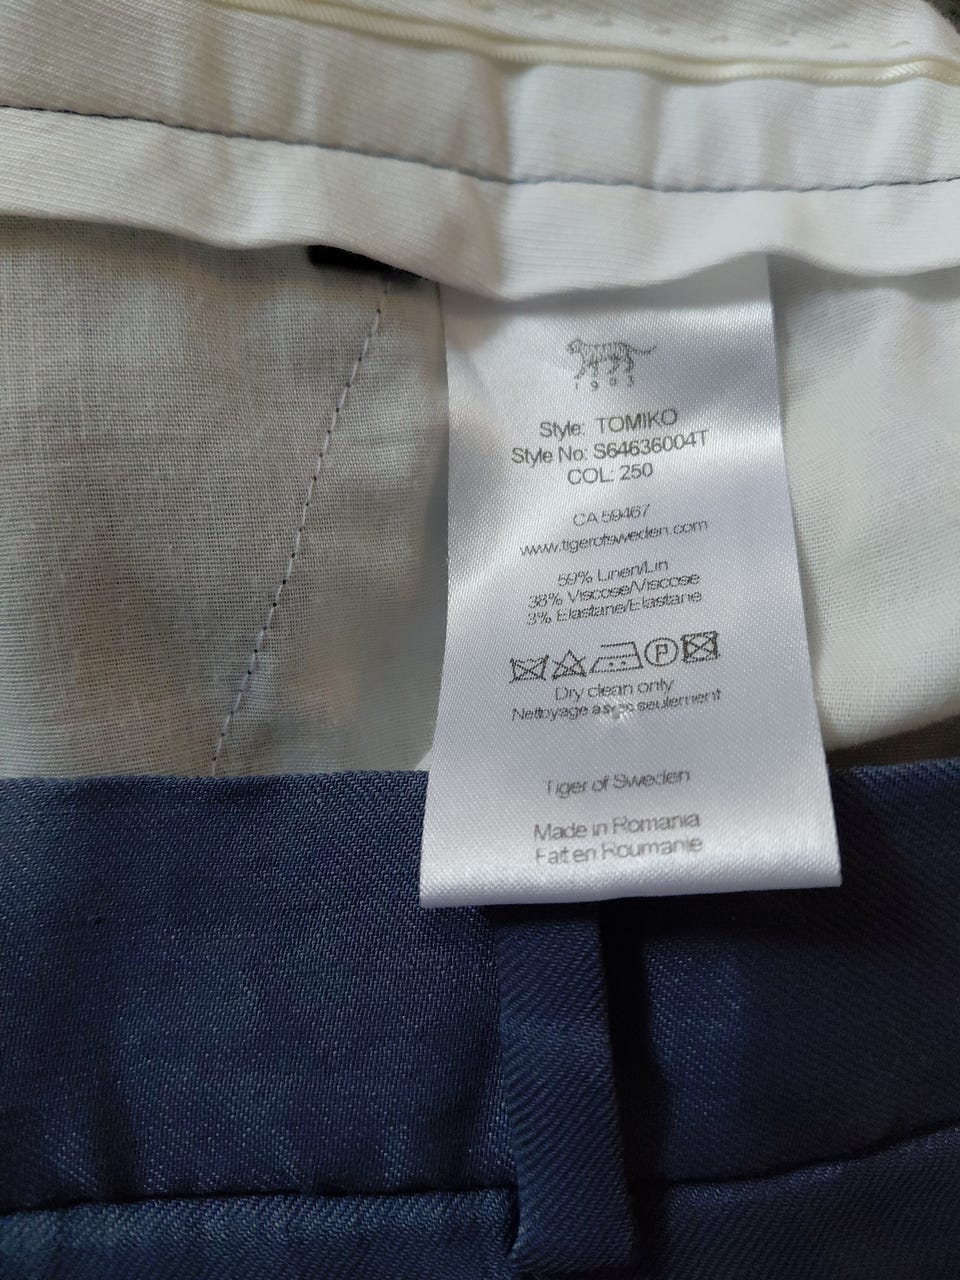 1903
Style: TOMIKO
Style No: S64636004T
COL: 250
CA 59467
www.tigerofsweden.com
59% Linen/Lin
38% Viscose/Viscose
3% Elastane/Elastane
P
Dry clean only
Nettoyage a sec seulement
Tiger of Sweden
Made in Romania
Fait en Roumanie